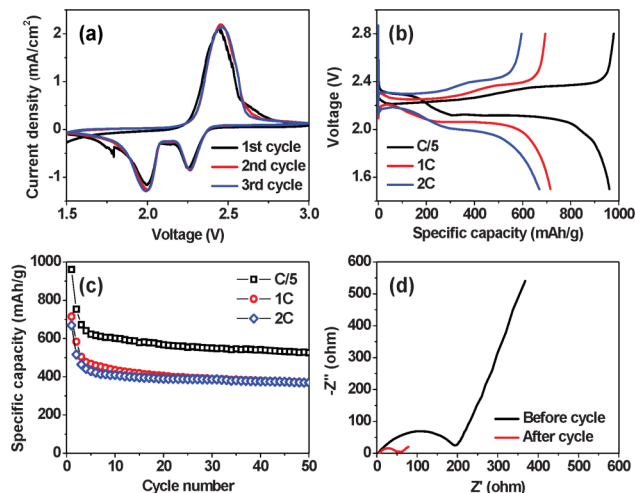 (a)
2
1
0
-1
Current density (mA/cm²)
1st cycle
2nd cycle
3rd cycle
1.5 2.0 2.5 3.0
Voltage (V)
(b)
2.8
2.4
2.0
1.6
Voltage (V)
C/5
1C
2C
0 200 400 600 800 1000
Specific capacity (mAh/g)
(c)
1000
800
600
400
200
0
Specific capacity (mAh/g)
C/5
1C
2C
0 10 20 30 40 50
Cycle number
(d)
600
500
400
300
200
100
0
-Z'' (ohm)
Before cycle
After cycle
0 100 200 300 400 500 600
Z' (ohm)